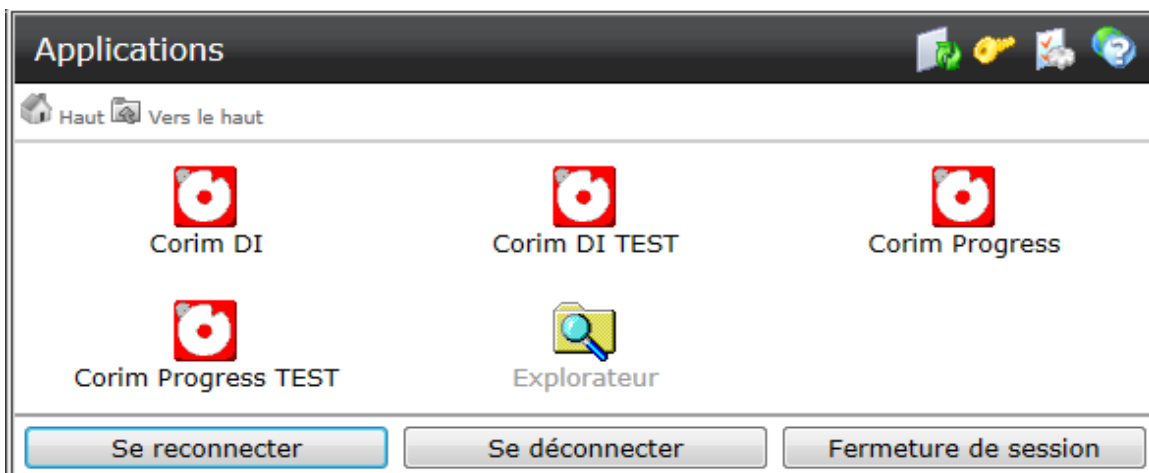 Applications
Haut Vers le haut
Corim DI Corim DI TEST Corim Progress
Corim Progress TEST Explorateur
Se reconnecter Se déconnecter Fermeture de session